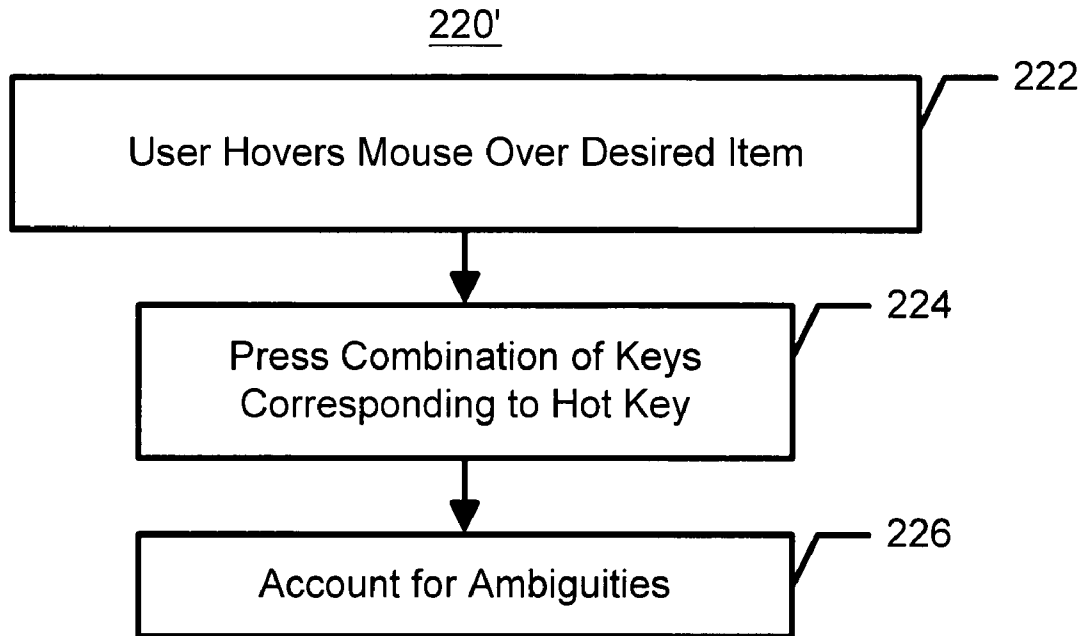 220'
222
User Hovers Mouse Over Desired Item
224
Press Combination of Keys
Corresponding to Hot Key
226
Account for Ambiguities